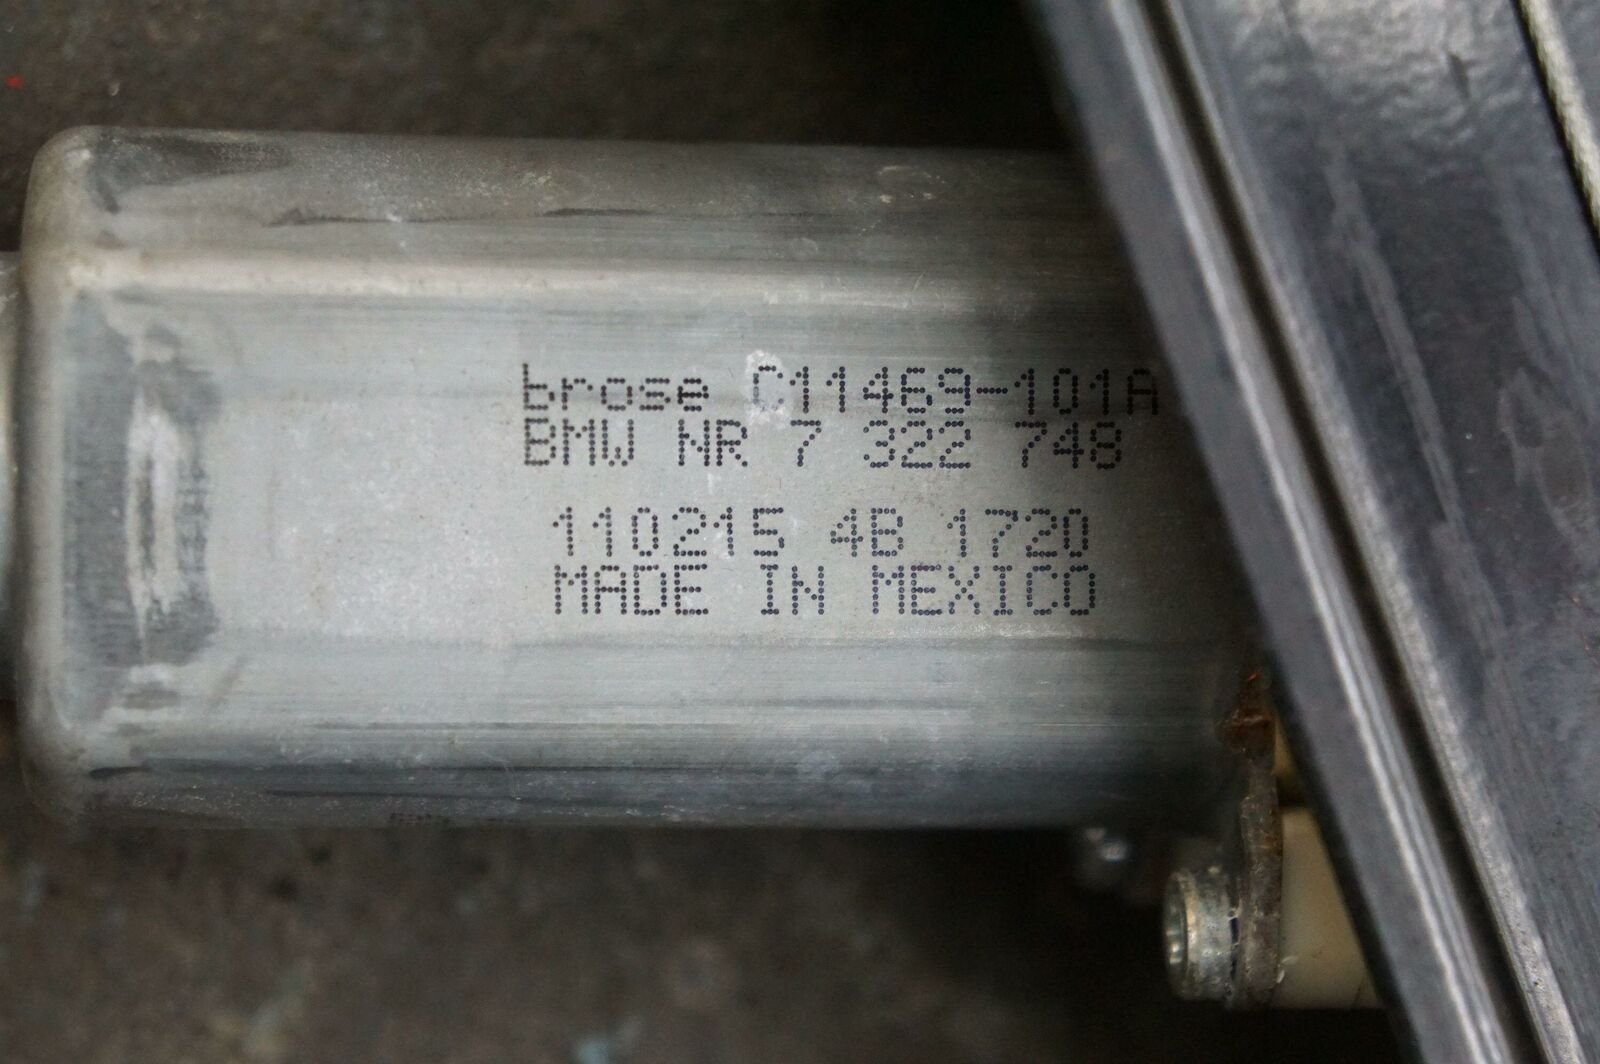 brose C11469-101A
BMW NR 7 322 748
110215 4B 1720
MADE IN MEXICO